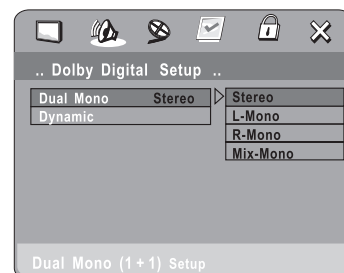 .. Dolby Digital Setup ..
Dual Mono Stereo Stereo
Dynamic L-Mono
R-Mono
Mix-Mono
Dual Mono (1 + 1) Setup